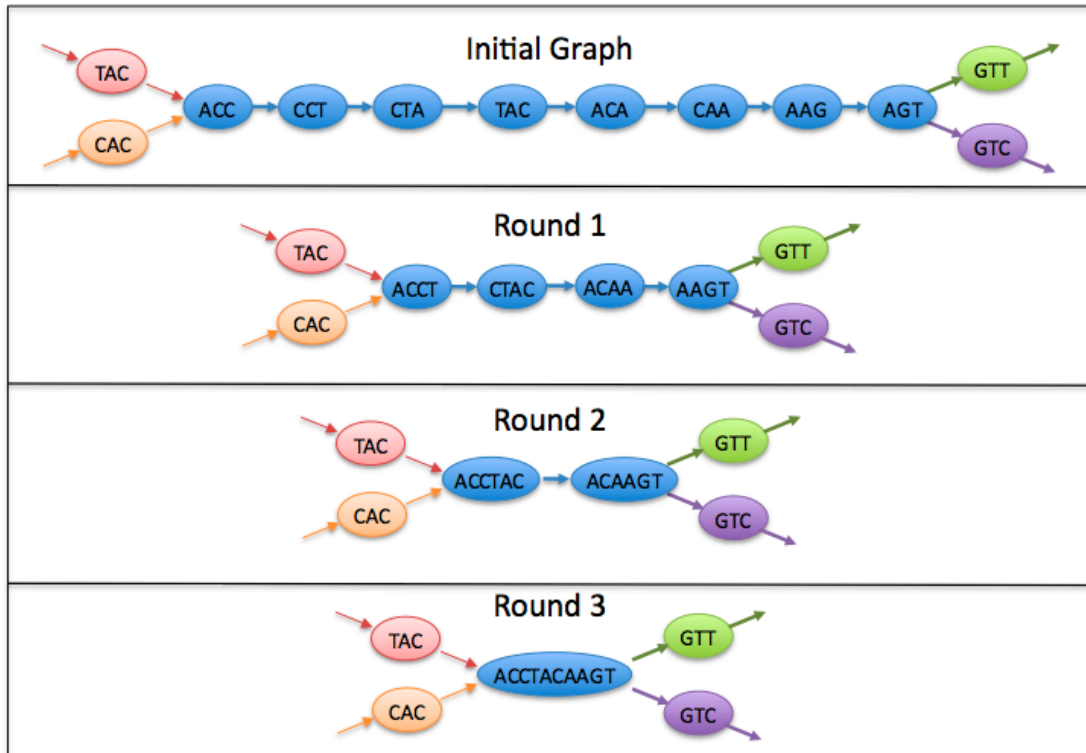 Initial Graph
TAC
GTT
ACC CCT CTA TAC ACA CAA AAG AGT
CAC
GTC
Round 1
TAC
GTT
ACCT CTAC ACAA AAGT
CAC
GTC
Round 2
TAC
GTT
ACCTAC ACAAGT
CAC
GTC
Round 3
TAC
GTT
ACCTACAAGT
CAC
GTC